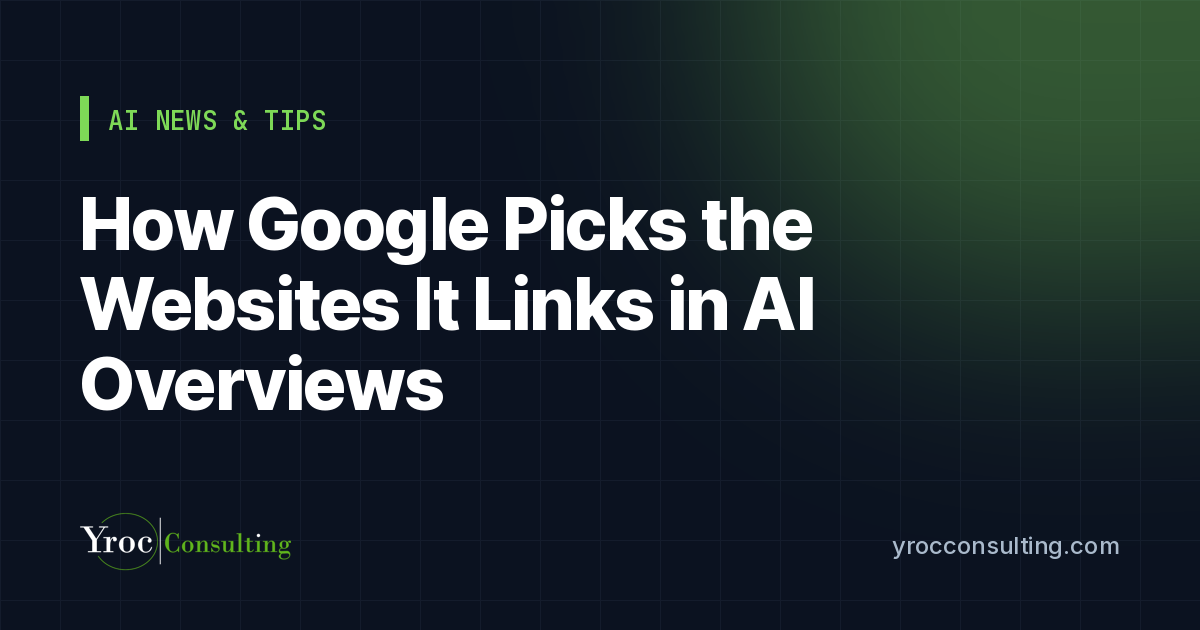 AI NEWS & TIPS
How Google Picks the
Websites It Links in AI
Overviews
Yroc Consulting
yrocconsulting.com